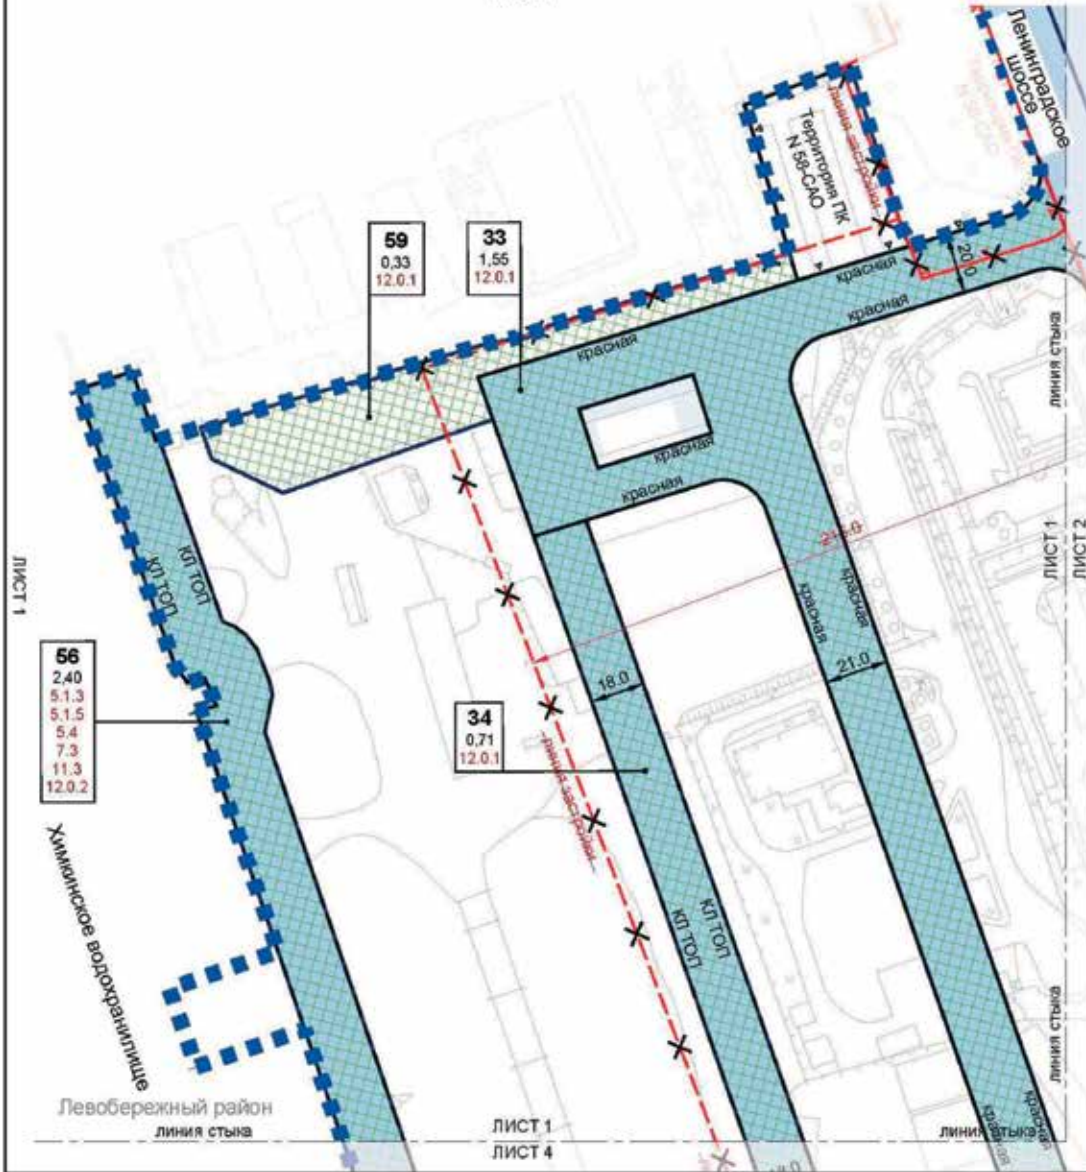 Ленинградское
шоссе
линия застройки
Территория ПК
N 58-САО
59
0,33
12.0.1
33
1,55
12.0.1
20.0
красная
красная
красная
линия стыка
красная
красная
ЛИСТ 1
ЛИСТ 2
ЛИСТ 1
КЛ ТОП
КЛ ТОП
красная
красная
56
2,40
5.1.3
5.1.5
5.4
7.3
11.3
12.0.2
18.0
21.0
34
0,71
12.0.1
линия застройки
Химкинское водохранилище
КЛ ТОП
КЛ ТОП
линия стыка
Левобережный район
линия стыка
ЛИСТ 1
ЛИСТ 4
линия стыка
красная
красная